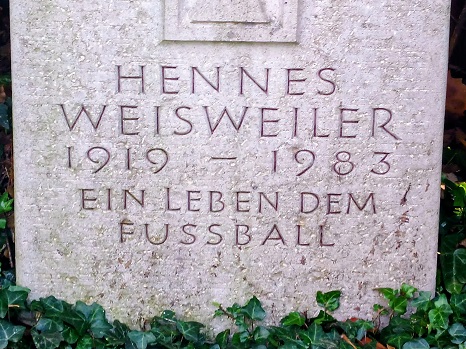 HENNES
WEISWEILER
1919 – 1983
EIN LEBEN DEM
FUSSBALL